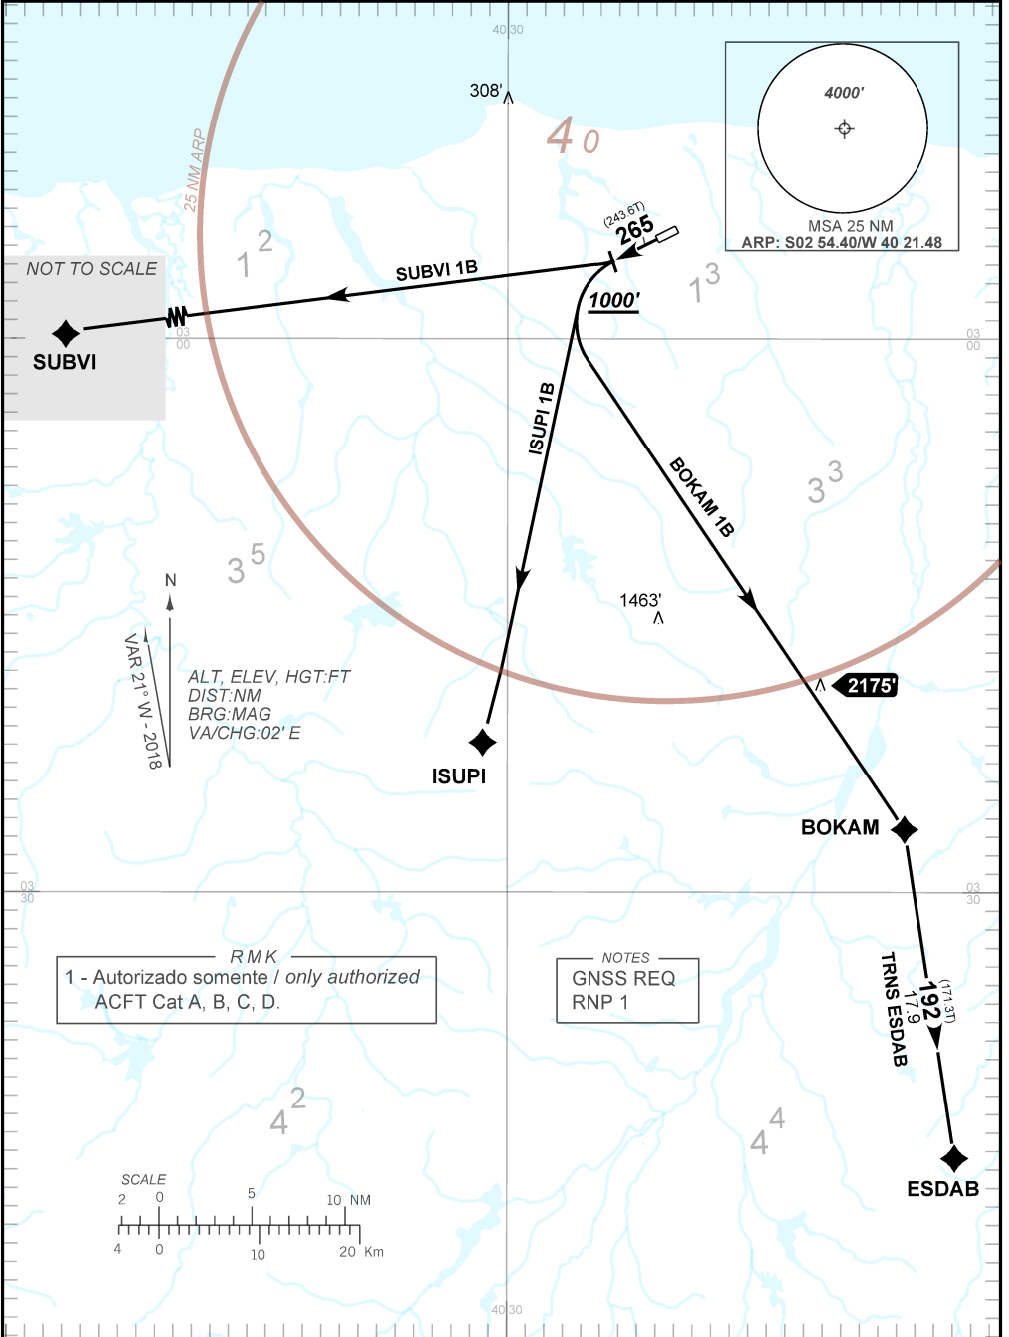 40 30
308'
4 0
4000'
MSA 25 NM
ARP: S02 54.40/W 40 21.48
25 NM ARP
(243.6T)
265
1 2
NOT TO SCALE
SUBVI 1B
1 3
1000'
03
00
03
00
SUBVI
ISUPI 1B
BOKAM 1B
3 3
3 5
N
1463'
VAR 21° W - 2018
ALT, ELEV, HGT:FT
DIST:NM
BRG:MAG
VA/CHG:02' E
2175'
ISUPI
BOKAM
03
30
03
30
RMK
1 - Autorizado somente / only authorized
ACFT Cat A, B, C, D.
NOTES
GNSS REQ
RNP 1
(171.3T)
192
17.9
TRNS ESDAB
4 2
4 4
SCALE
2 0 5 10 NM
4 0 10 20 Km
ESDAB
40 30